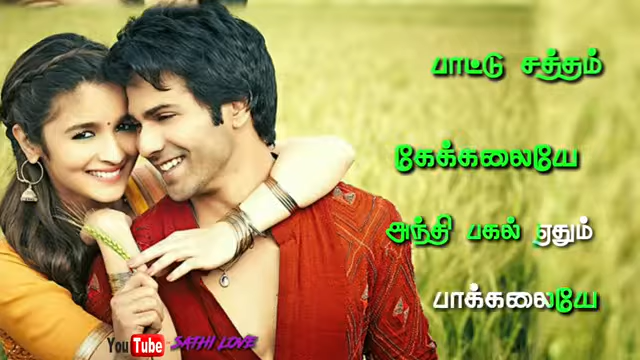 பாட்டு சத்தம்
கேக்கலையே
அந்தி பகல் ஏதும்
பாக்கலையே
YouTube SATHI LOVE